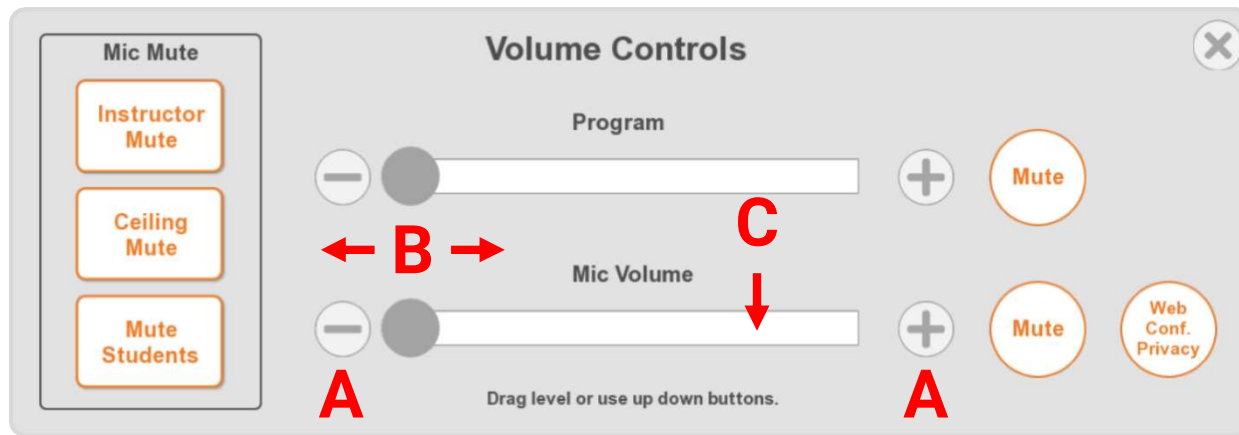 Mic Mute
Volume Controls
Instructor
Mute
Program
Mute
Ceiling
Mute
C
B
Mic Volume
Mute
Students
Mute
Web
Conf.
Privacy
A
Drag level or use up down buttons.
A